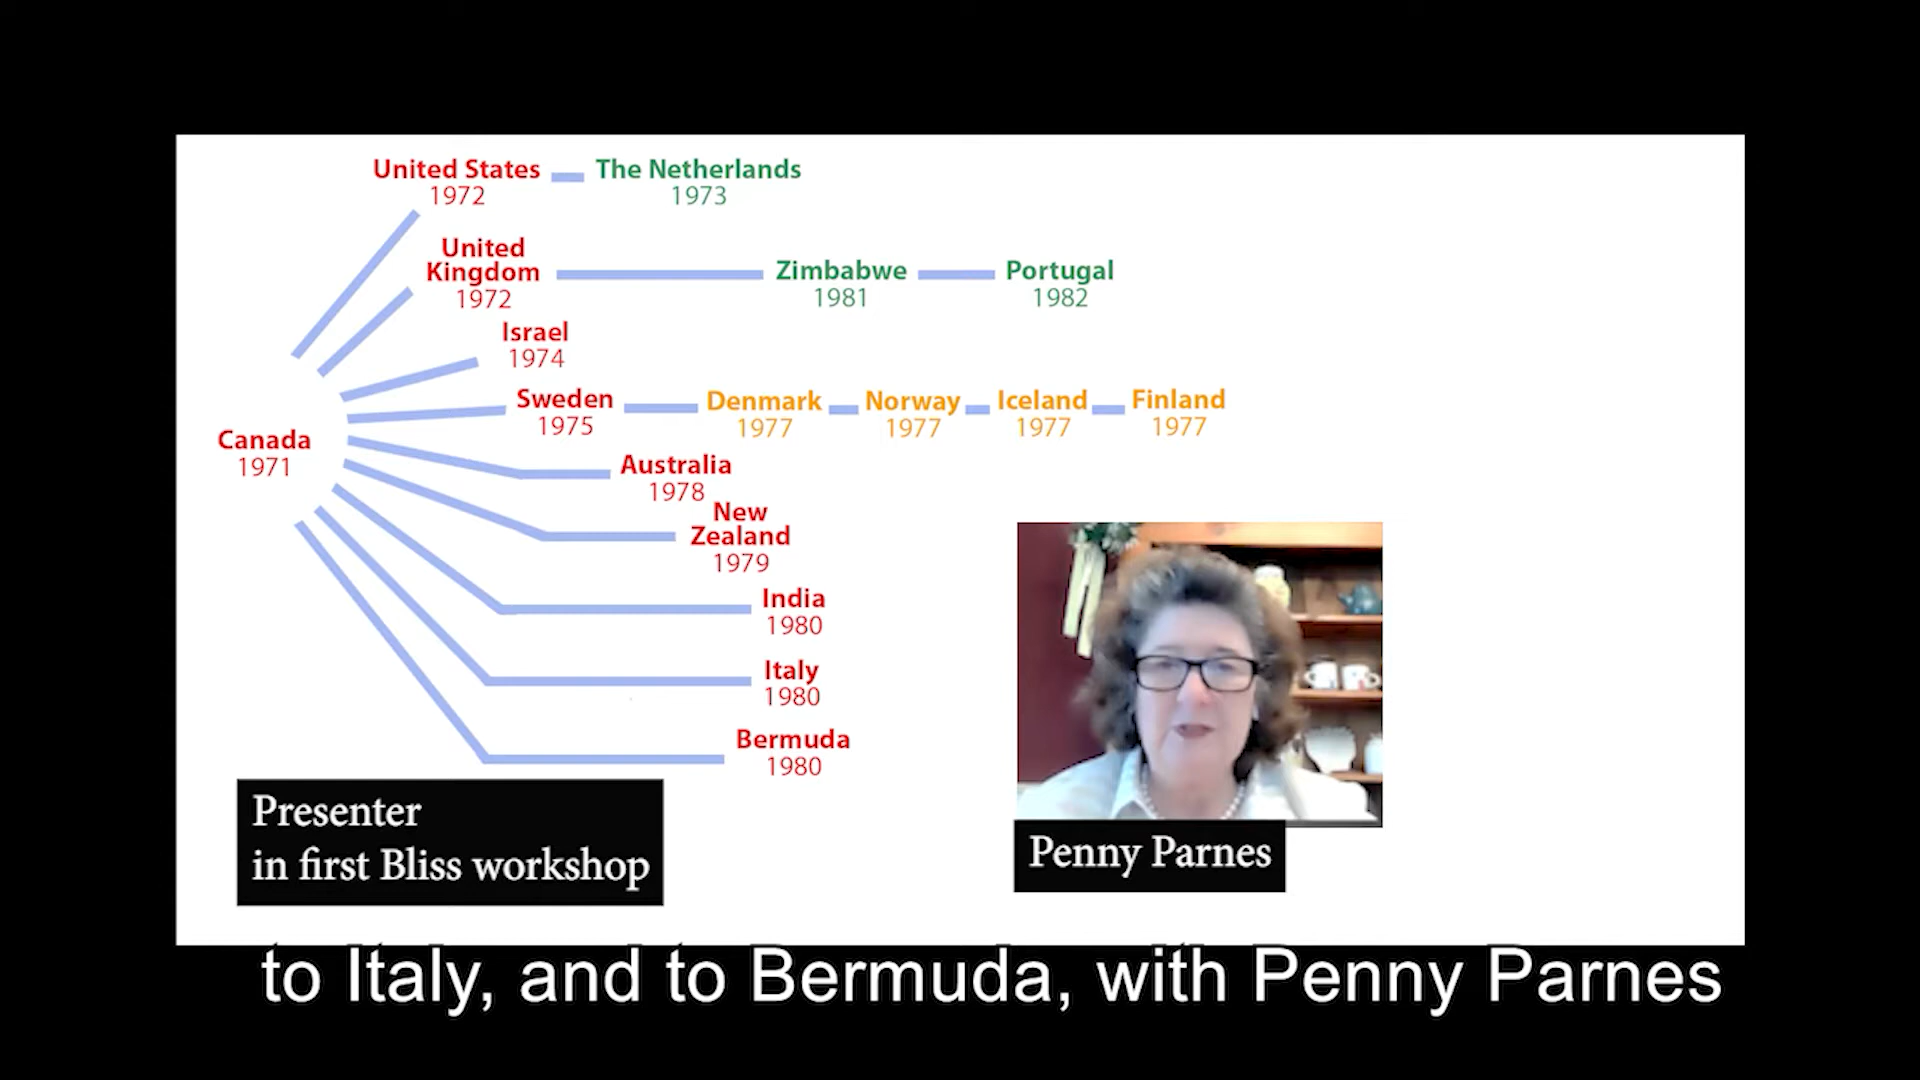 United States
1972
The Netherlands
1973
United
Kingdom
1972
Zimbabwe
1981
Portugal
1982
Israel
1974
Sweden
1975
Denmark
1977
Norway
1977
Iceland
1977
Finland
1977
Canada
1971
Australia
1978
New
Zealand
1979
India
1980
Italy
1980
Bermuda
1980
Presenter
in first Bliss workshop
Penny Parnes
to Italy, and to Bermuda, with Penny Parnes